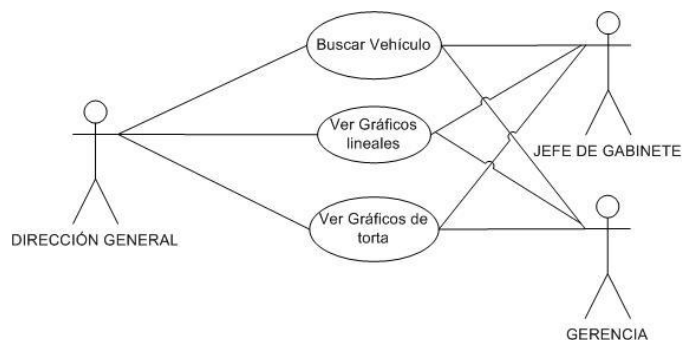 Buscar Vehículo
Ver Gráficos
lineales
JEFE DE GABINETE
Ver Gráficos de
torta
DIRECCIÓN GENERAL
GERENCIA